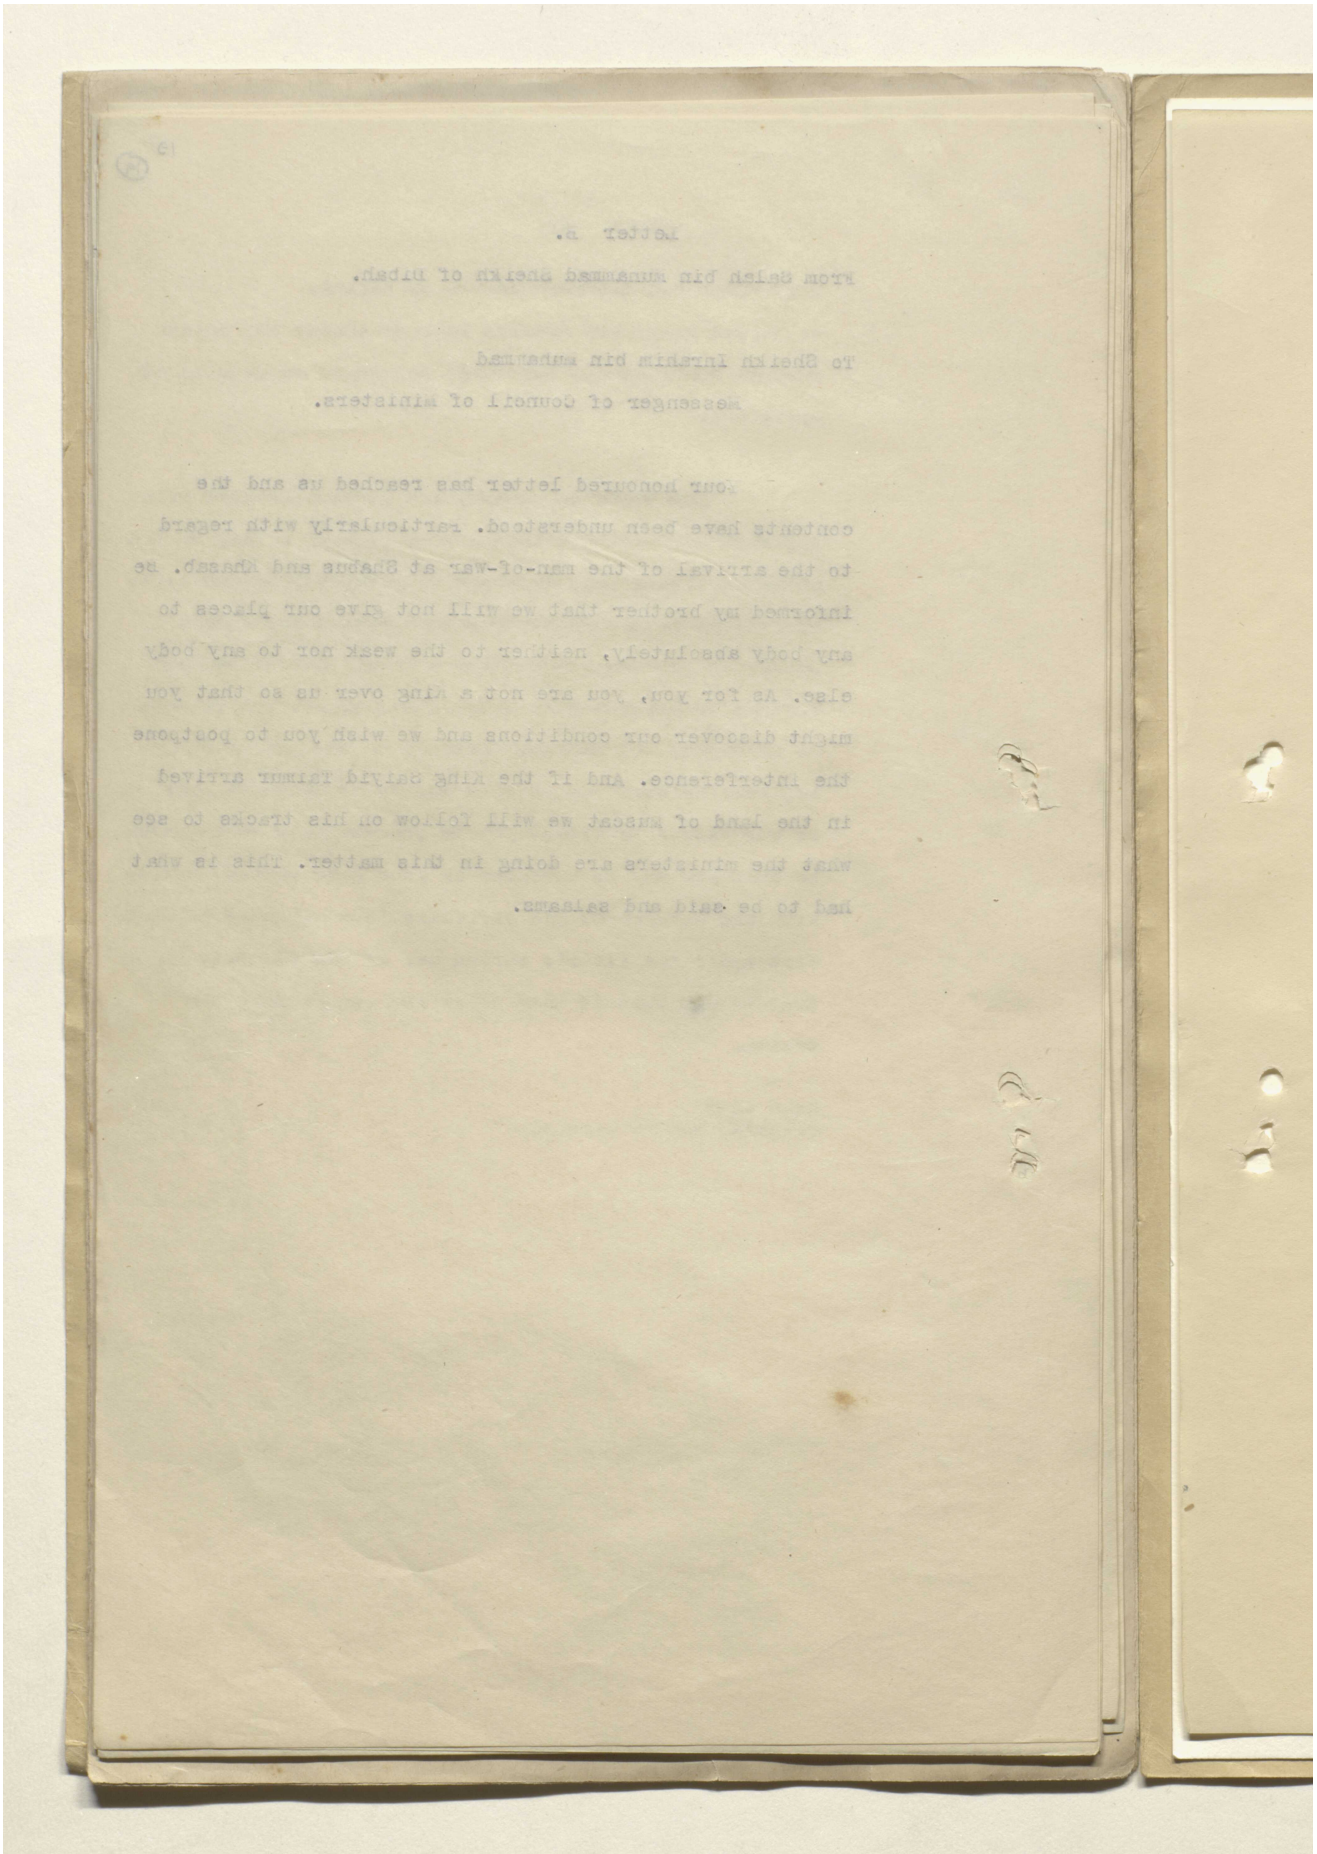 19
Letter B.
From Saleh bin Muhammad Sheikh of Dibah.
To Sheikh Ibrahim bin Muhammad
Messenger of Council of Ministers.
Your honoured letter has reached us and the
contents have been understood. Particularly with regard
to the arrival of the man-of-war at Shabus and Khasab. Be
informed my brother that we will not give our places to
any body absolutely, neither to the weak nor to any body
else. As for you, you are not a King over us so that you
might discover our conditions and we wish you to postpone
the interference. And if the King Saiyid Taimur arrived
in the land of Muscat we will follow on his tracks to see
what the ministers are doing in this matter. This is what
had to be said and salaams.